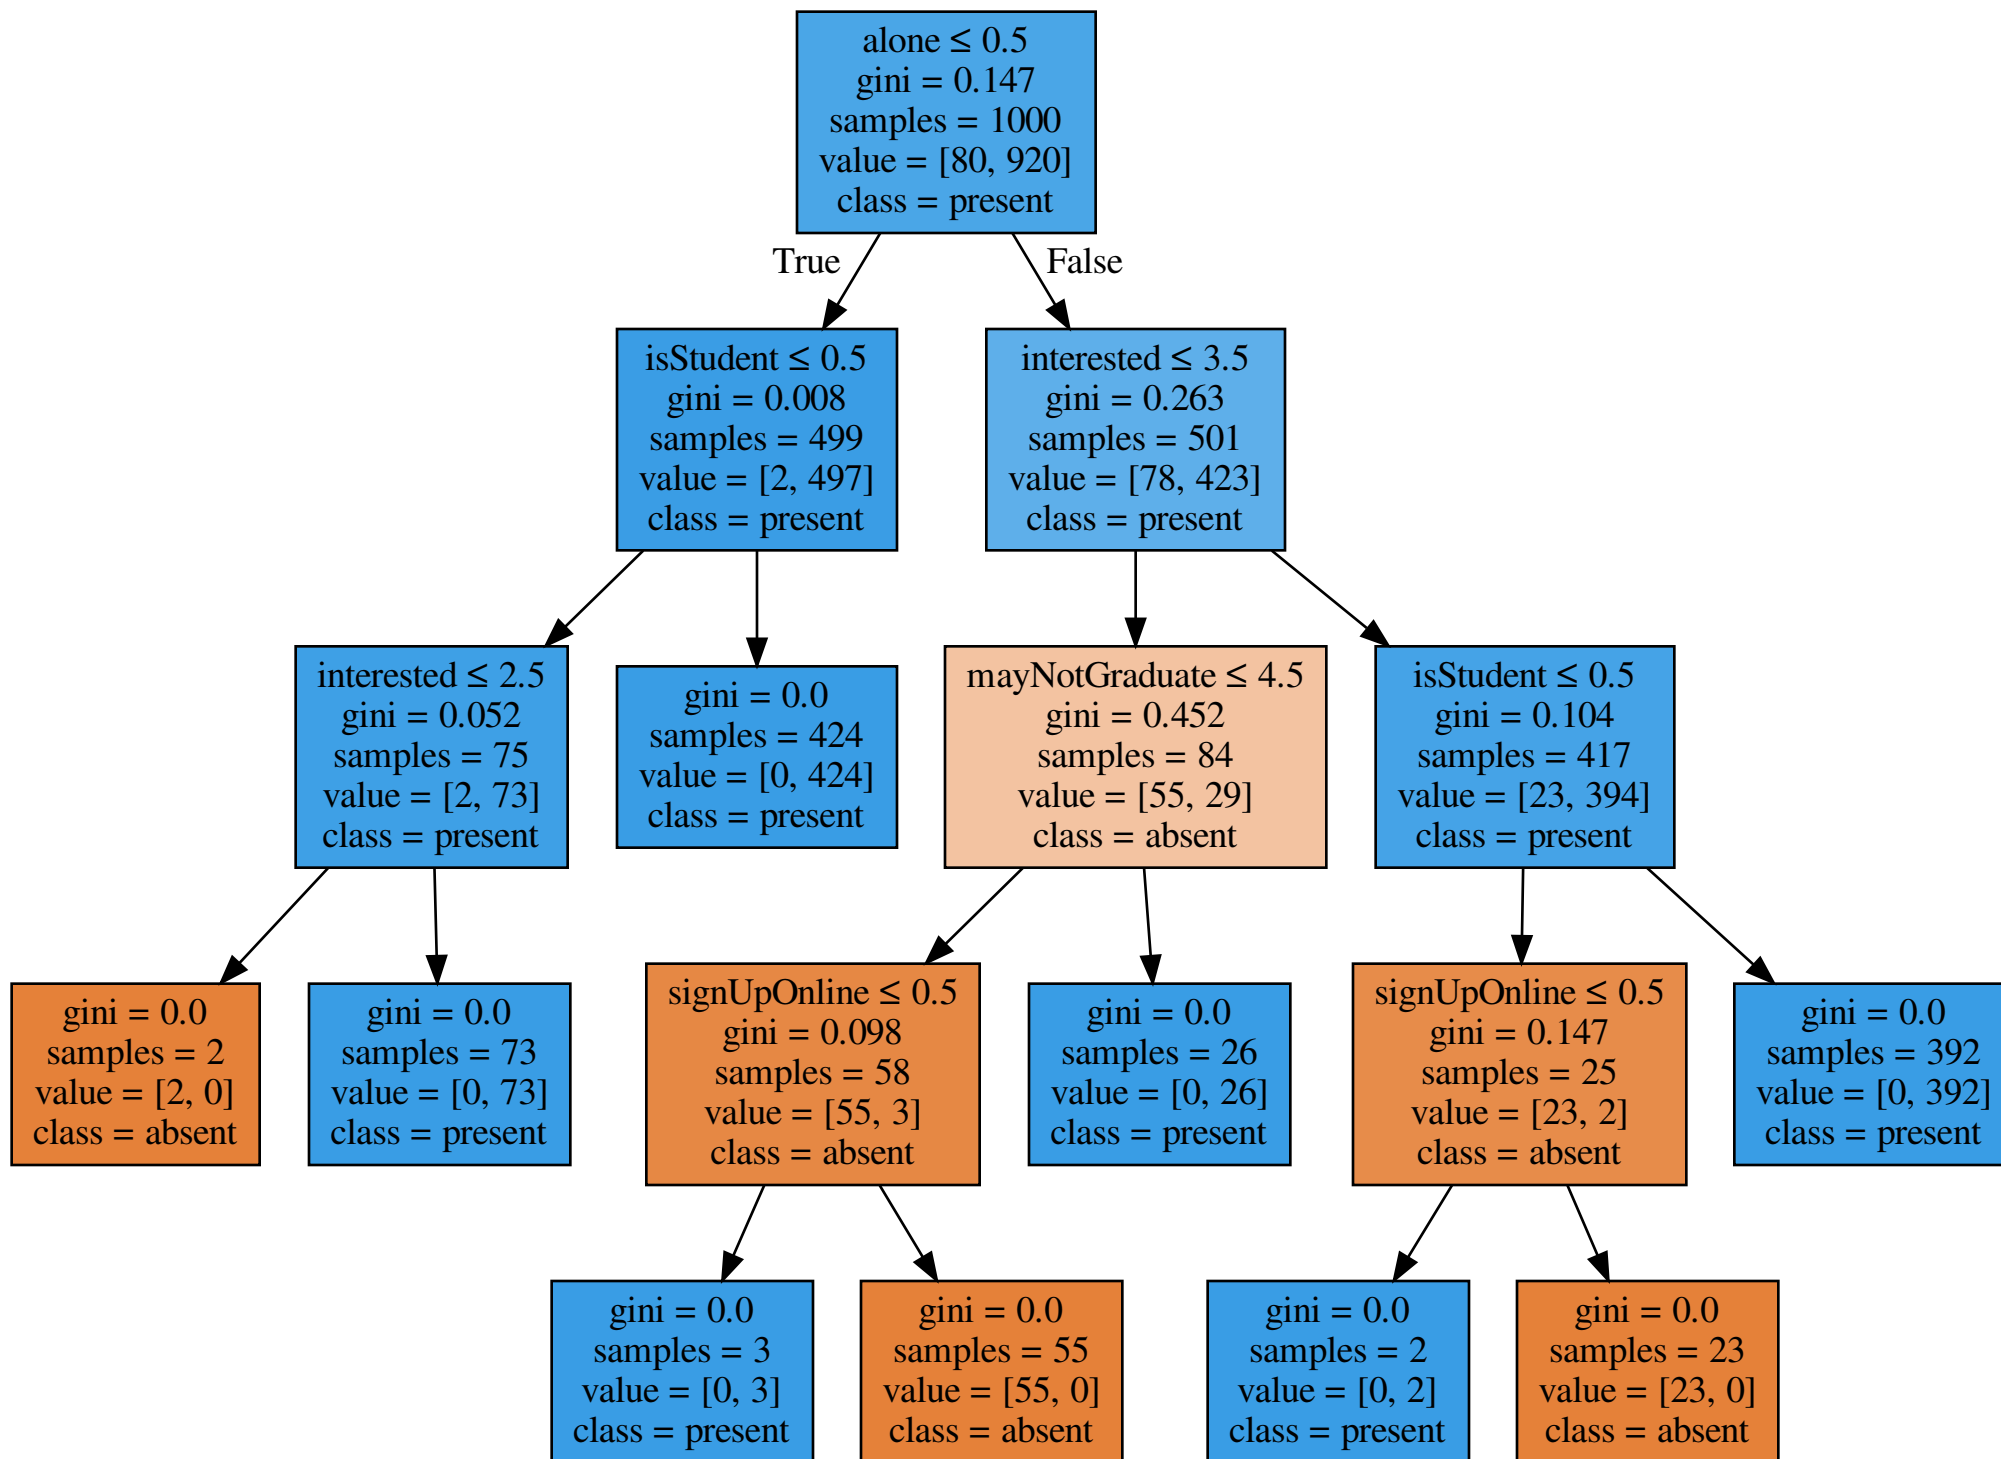 alone ≤ 0.5
gini = 0.147
samples = 1000
value = [80, 920]
class = present
True
False
isStudent ≤ 0.5
gini = 0.008
samples = 499
value = [2, 497]
class = present
interested ≤ 3.5
gini = 0.263
samples = 501
value = [78, 423]
class = present
interested ≤ 2.5
gini = 0.052
samples = 75
value = [2, 73]
class = present
gini = 0.0
samples = 424
value = [0, 424]
class = present
mayNotGraduate ≤ 4.5
gini = 0.452
samples = 84
value = [55, 29]
class = absent
isStudent ≤ 0.5
gini = 0.104
samples = 417
value = [23, 394]
class = present
gini = 0.0
samples = 2
value = [2, 0]
class = absent
gini = 0.0
samples = 73
value = [0, 73]
class = present
signUpOnline ≤ 0.5
gini = 0.098
samples = 58
value = [55, 3]
class = absent
gini = 0.0
samples = 26
value = [0, 26]
class = present
signUpOnline ≤ 0.5
gini = 0.147
samples = 25
value = [23, 2]
class = absent
gini = 0.0
samples = 392
value = [0, 392]
class = present
gini = 0.0
samples = 3
value = [0, 3]
class = present
gini = 0.0
samples = 55
value = [55, 0]
class = absent
gini = 0.0
samples = 2
value = [0, 2]
class = present
gini = 0.0
samples = 23
value = [23, 0]
class = absent